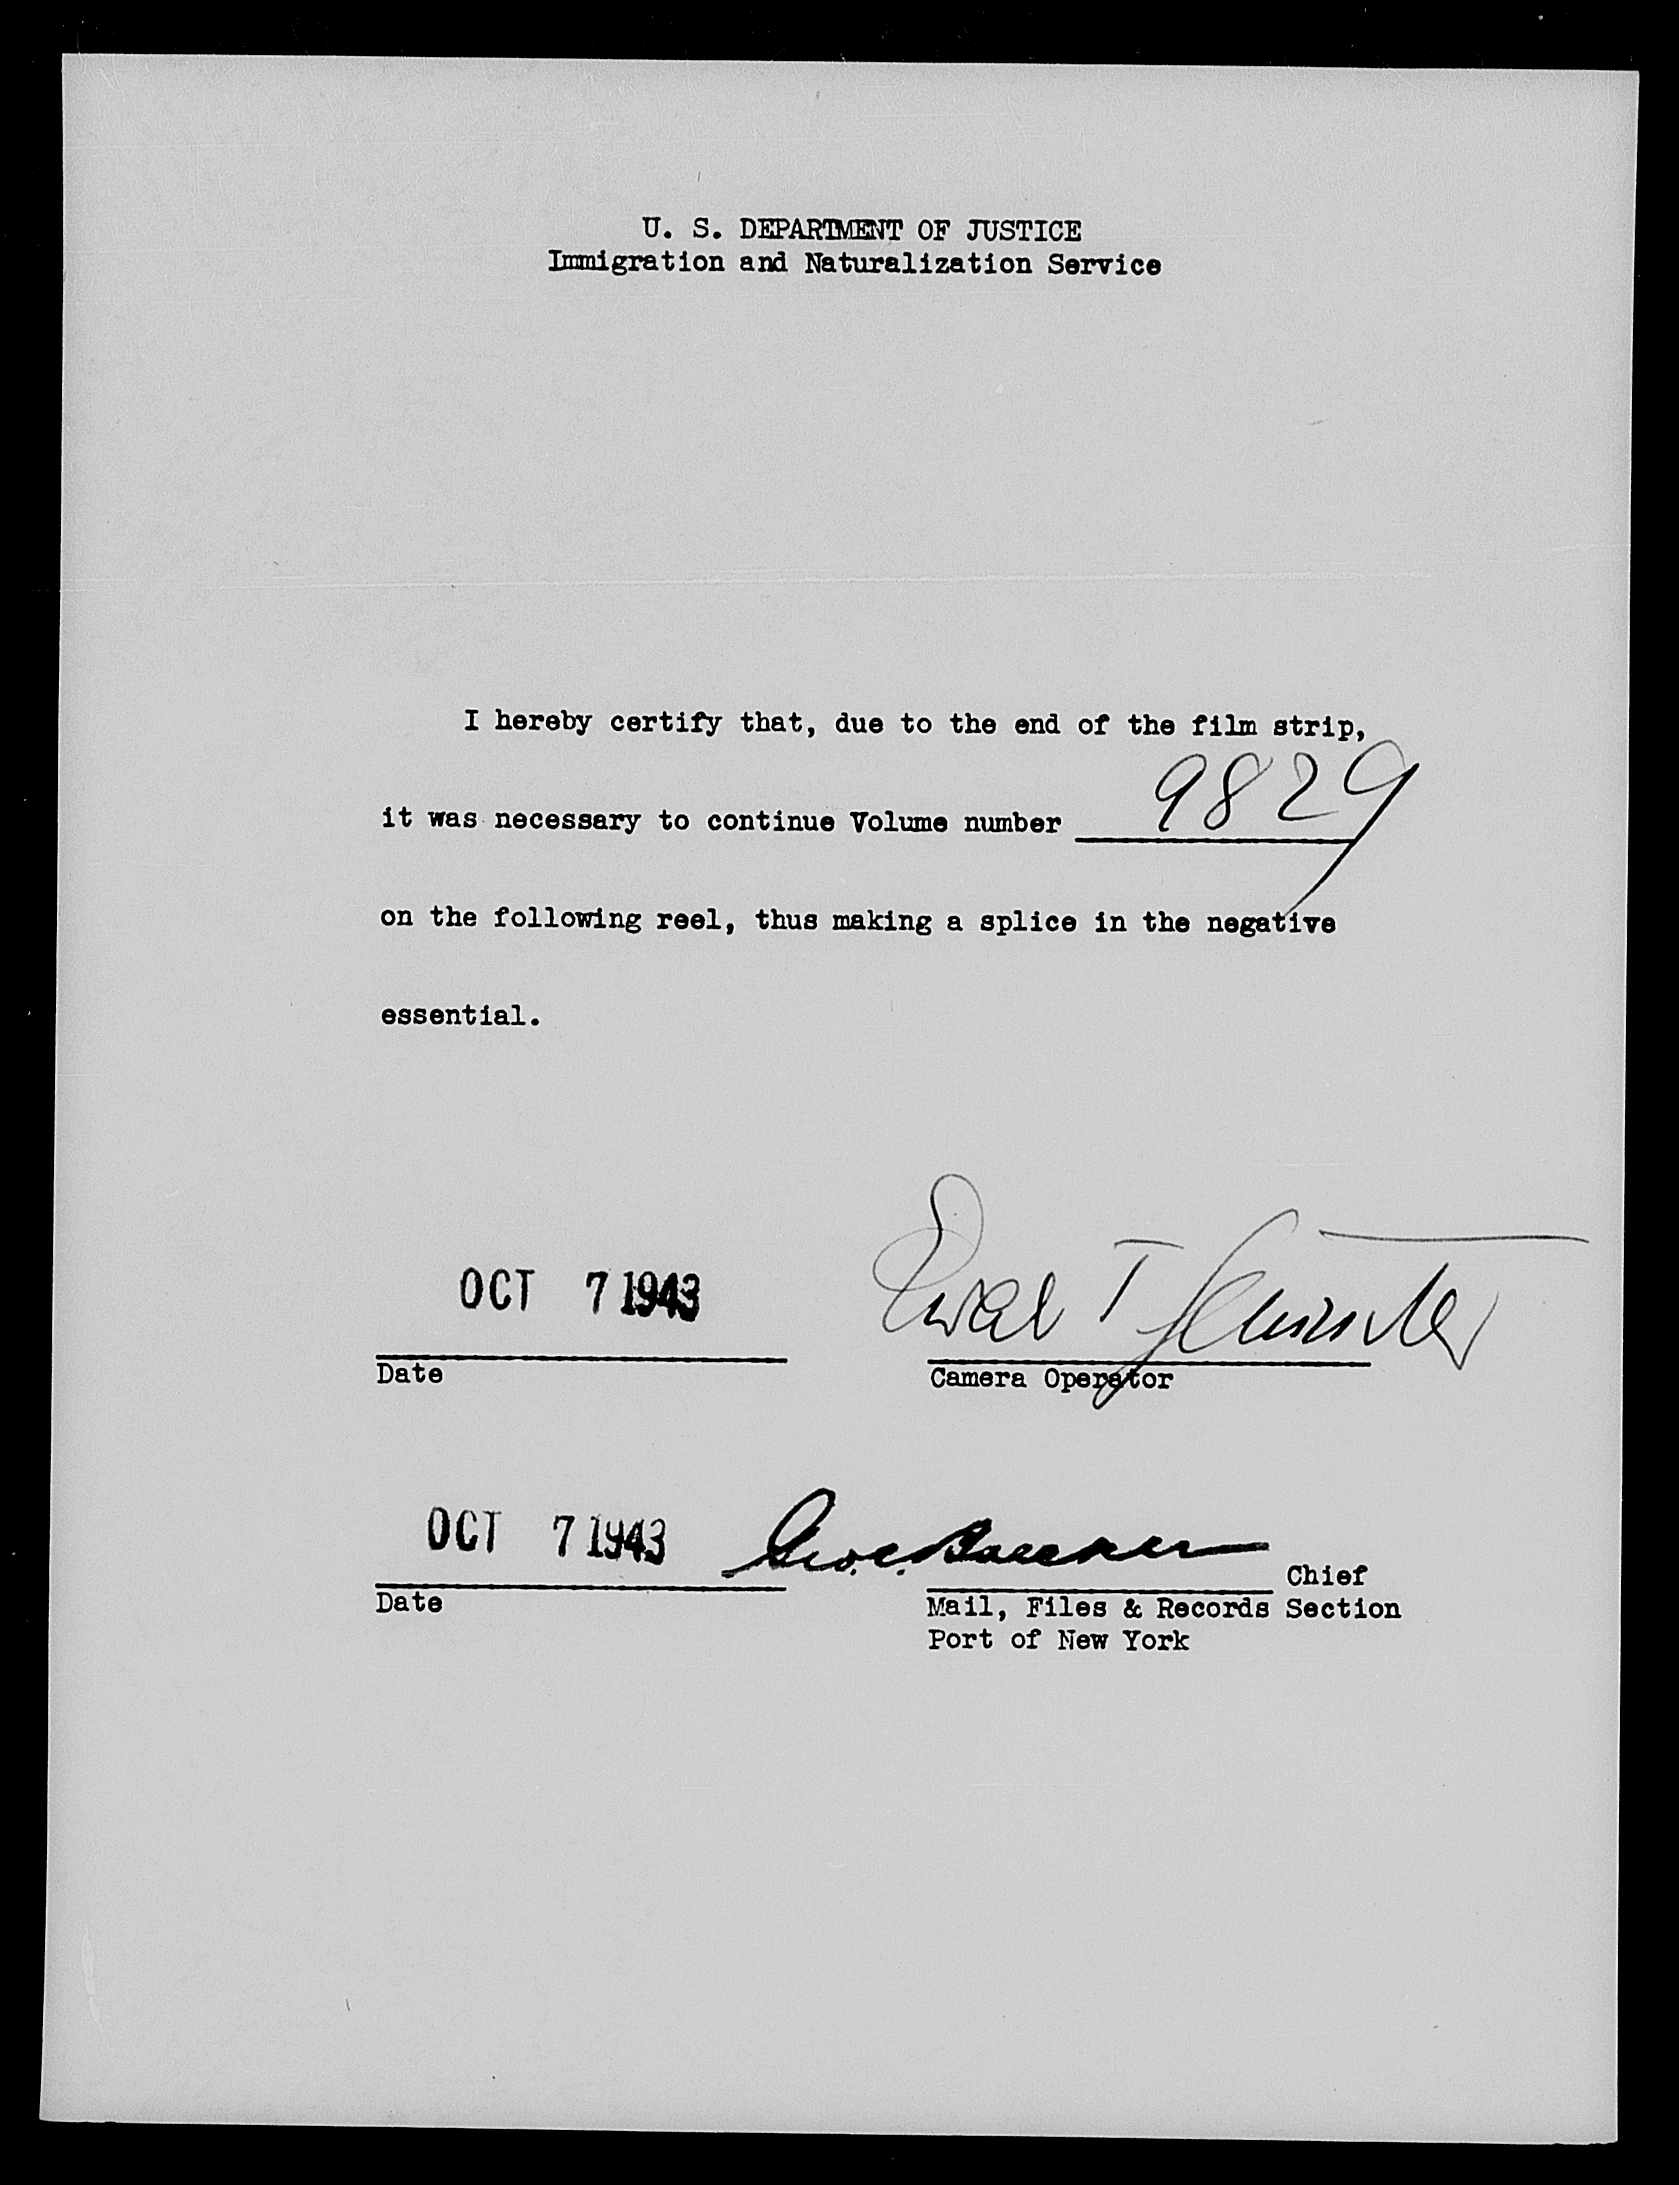 U. S. DEPARTMENT OF JUSTICE
Immigration and Naturalization Service
I hereby certify that, due to the end of the film strip,
it was necessary to continue Volume number 9829
on the following reel, thus making a splice in the negative
essential.
OCT 7 1943
Date
T
Camera Operator
OCT 7 1943
Geo.
Chief
Date
Mail, Files & Records Section
Port of New York